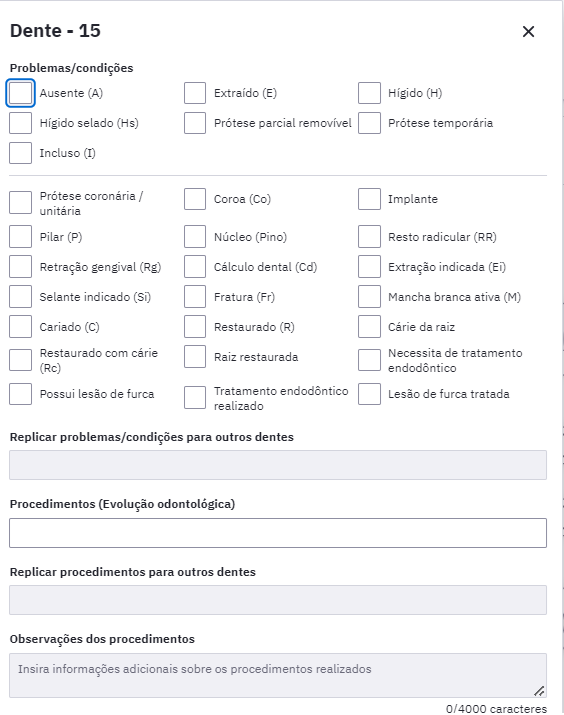 Dente - 15
Problemas/condições
Ausente (A) Extraído (E) Hígido (H)
Hígido selado (Hs) Prótese parcial removível Prótese temporária
Incluso (I)
Prótese coronária / unitária Coroa (Co) Implante
Pilar (P) Núcleo (Pino) Resto radicular (RR)
Retração gengival (Rg) Cálculo dental (Cd) Extração indicada (Ei)
Selante indicado (Si) Fratura (Fr) Mancha branca ativa (M)
Cariado (C) Restaurado (R) Cárie da raiz
Restaurado com cárie (Rc) Raiz restaurada Necessita de tratamento endodôntico
Possui lesão de furca Tratamento endodôntico realizado Lesão de furca tratada
Replicar problemas/condições para outros dentes
Procedimentos (Evolução odontológica)
Replicar procedimentos para outros dentes
Observações dos procedimentos
Insira informações adicionais sobre os procedimentos realizados
0/4000 caracteres